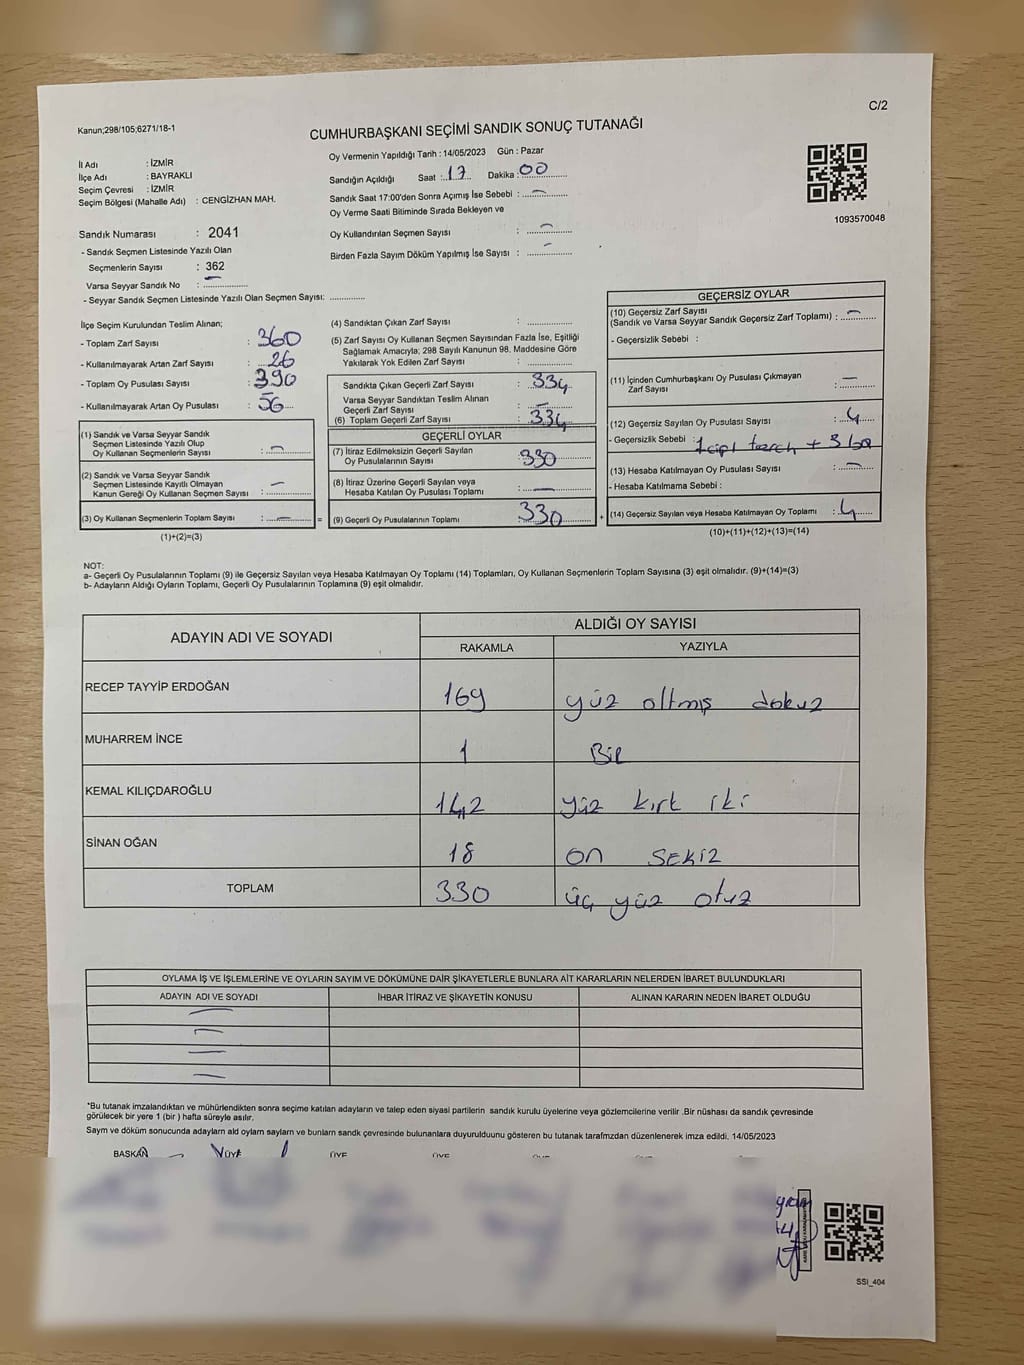 C/2
Kanun;298/105;6271/18-1
CUMHURBAŞKANI SEÇİMİ SANDIK SONUÇ TUTANAĞI
İl Adı : İZMİR
İlçe Adı : BAYRAKLI
Seçim Çevresi : İZMİR
Seçim Bölgesi (Mahalle Adı) : CENGİZHAN MAH.
Oy Vermenin Yapıldığı Tarih : 14/05/2023 Gün : Pazar
Sandığın Açıldığı Saat : 17 Dakika : 00
Sandık Saat 17:00'den Sonra Açımış İse Sebebi : —
Oy Verme Saati Bitiminde Sırada Bekleyen ve
Oy Kullandırılan Seçmen Sayısı : —
Birden Fazla Sayım Döküm Yapılmış İse Sayısı : —
1093570048
Sandık Numarası : 2041
- Sandık Seçmen Listesinde Yazılı Olan
Seçmenlerin Sayısı : 362
Varsa Seyyar Sandık No : —
- Seyyar Sandık Seçmen Listesinde Yazılı Olan Seçmen Sayısı: ..............
İlçe Seçim Kurulundan Teslim Alınan;
- Toplam Zarf Sayısı : 360
- Kullanılmayarak Artan Zarf Sayısı : 26
- Toplam Oy Pusulası Sayısı : 390
- Kullanılmayarak Artan Oy Pusulası : 56
(1) Sandık ve Varsa Seyyar Sandık
Seçmen Listesinde Yazılı Olup
Oy Kullanan Seçmenlerin Sayısı : —
(2) Sandık ve Varsa Seyyar Sandık
Seçmen Listesinde Kayıtlı Olmayan
Kanun Gereği Oy Kullanan Seçmen Sayısı : —
(3) Oy Kullanan Seçmenlerin Toplam Sayısı : — =
(1)+(2)=(3)
(4) Sandıktan Çıkan Zarf Sayısı : ..............
(5) Zarf Sayısı Oy Kullanan Seçmen Sayısından Fazla İse, Eşitliği
Sağlamak Amacıyla; 298 Sayılı Kanunun 98. Maddesine Göre
Yakılarak Yok Edilen Zarf Sayısı : ..............
Sandıkta Çıkan Geçerli Zarf Sayısı : 334
Varsa Seyyar Sandıktan Teslim Alınan
Geçerli Zarf Sayısı : —
(6) Toplam Geçerli Zarf Sayısı : 334
GEÇERLİ OYLAR
(7) İtiraz Edilmeksizin Geçerli Sayılan
Oy Pusulalarının Sayısı : 330
(8) İtiraz Üzerine Geçerli Sayılan veya
Hesaba Katılan Oy Pusulası Toplamı : —
(9) Geçerli Oy Pusulalarının Toplamı : 330 +
GEÇERSİZ OYLAR
(10) Geçersiz Zarf Sayısı
(Sandık ve Varsa Seyyar Sandık Geçersiz Zarf Toplamı) : —
- Geçersizlik Sebebi :
(11) İçinden Cumhurbaşkanı Oy Pusulası Çıkmayan
Zarf Sayısı : —
(12) Geçersiz Sayılan Oy Pusulası Sayısı : 4
- Geçersizlik Sebebi : 1 + 3
(13) Hesaba Katılmayan Oy Pusulası Sayısı : —
- Hesaba Katılmama Sebebi :
(14) Geçersiz Sayılan veya Hesaba Katılmayan Oy Toplamı : 4
(10)+(11)+(12)+(13)=(14)
NOT:
a- Geçerli Oy Pusulalarının Toplamı (9) ile Geçersiz Sayılan veya Hesaba Katılmayan Oy Toplamı (14) Toplamları, Oy Kullanan Seçmenlerin Toplam Sayısına (3) eşit olmalıdır. (9)+(14)=(3)
b- Adayların Aldığı Oyların Toplamı, Geçerli Oy Pusulalarının Toplamına (9) eşit olmalıdır.
ADAYIN ADI VE SOYADI ALDIĞI OY SAYISI
RAKAMLA YAZIYLA
RECEP TAYYİP ERDOĞAN 169 yüz altmış dokuz
MUHARREM İNCE 1 Bir
KEMAL KILIÇDAROĞLU 142 yüz kırk iki
SİNAN OĞAN 18 on SEKİZ
TOPLAM 330 üç yüz otuz
OYLAMA İŞ VE İŞLEMLERİNE VE OYLARIN SAYIM VE DÖKÜMÜNE DAİR ŞİKAYETLERLE BUNLARA AİT KARARLARIN NELERDEN İBARET BULUNDUKLARI
ADAYIN ADI VE SOYADI İHBAR İTİRAZ VE ŞİKAYETİN KONUSU ALINAN KARARIN NEDEN İBARET OLDUĞU
*Bu tutanak imzalandıktan ve mühürlendikten sonra seçime katılan adayların ve talep eden siyasi partilerin sandık kurulu üyelerine veya gözlemcilerine verilir .Bir nüshası da sandık çevresinde
görülecek bir yere 1 (bir ) hafta süreyle asılır.
Sayım ve döküm sonucunda adayların ald oyların sayların ve bunların sandk çevresinde bulunanlara duyurulduunu gösteren bu tutanak tarafmzdan düzenlenerek imza edildi. 14/05/2023
BAŞKAN ÜYE ÜYE ÜYE
SSI_404